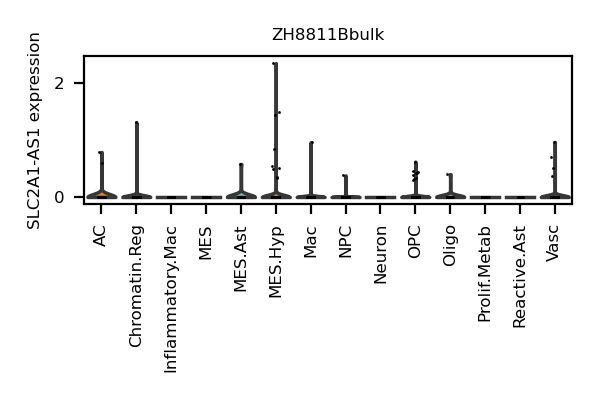 ZH8811Bbulk
SLC2A1-AS1 expression
2
0
AC
Chromatin.Reg
Inflammatory.Mac
MES
MES.Ast
MES.Hyp
Mac
NPC
Neuron
OPC
Oligo
Prolif.Metab
Reactive.Ast
Vasc